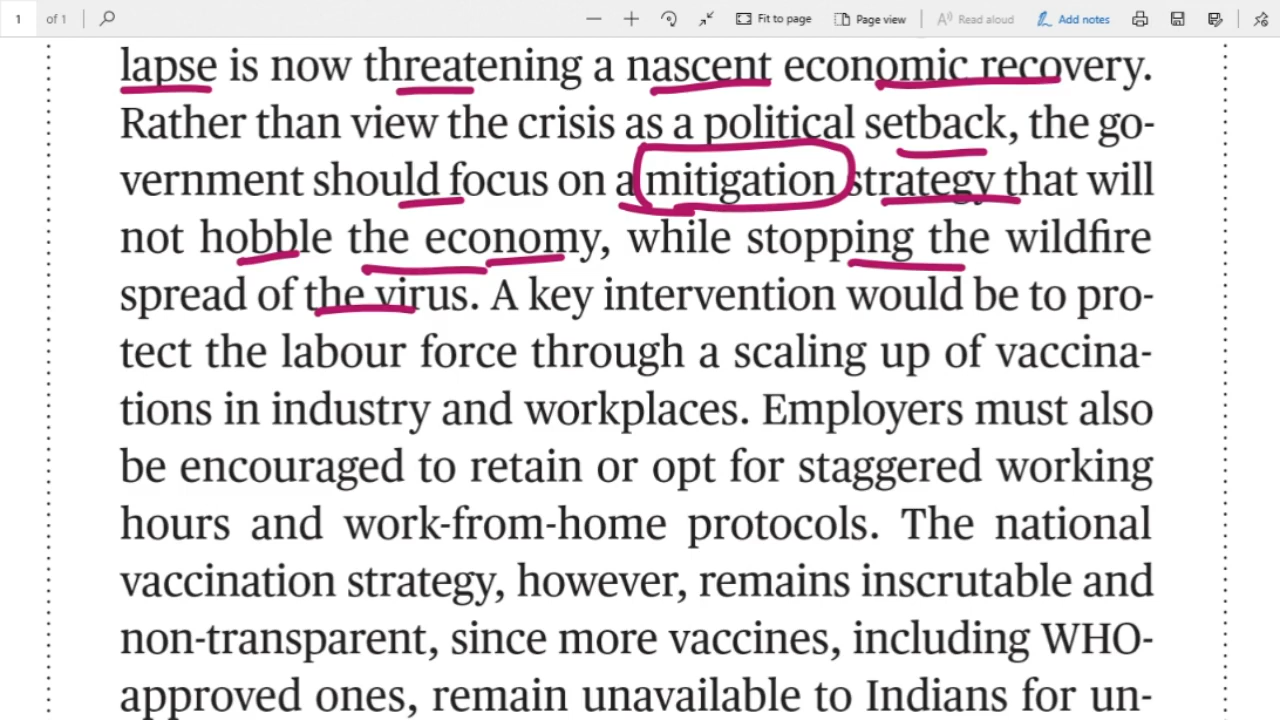 1 of 1 Fit to page Page view Read aloud Add notes
lapse is now threatening a nascent economic recovery.
Rather than view the crisis as a political setback, the go-
vernment should focus on a mitigation strategy that will
not hobble the economy, while stopping the wildfire
spread of the virus. A key intervention would be to pro-
tect the labour force through a scaling up of vaccina-
tions in industry and workplaces. Employers must also
be encouraged to retain or opt for staggered working
hours and work-from-home protocols. The national
vaccination strategy, however, remains inscrutable and
non-transparent, since more vaccines, including WHO-
approved ones, remain unavailable to Indians for un-